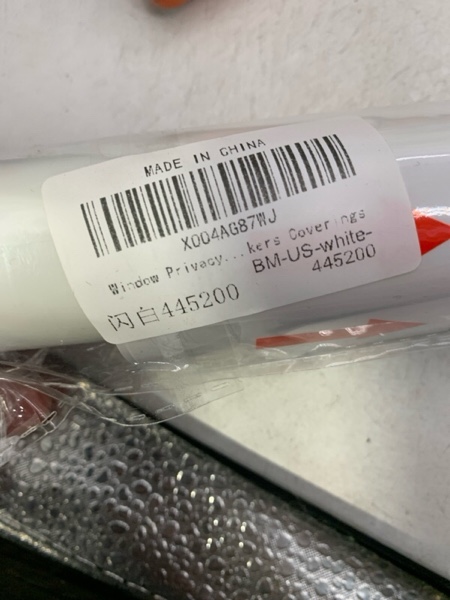 MADE IN CHINA
X004AG87WJ
Window Privacy...kers Coverings
BM-US-white-
445200
闪白445200